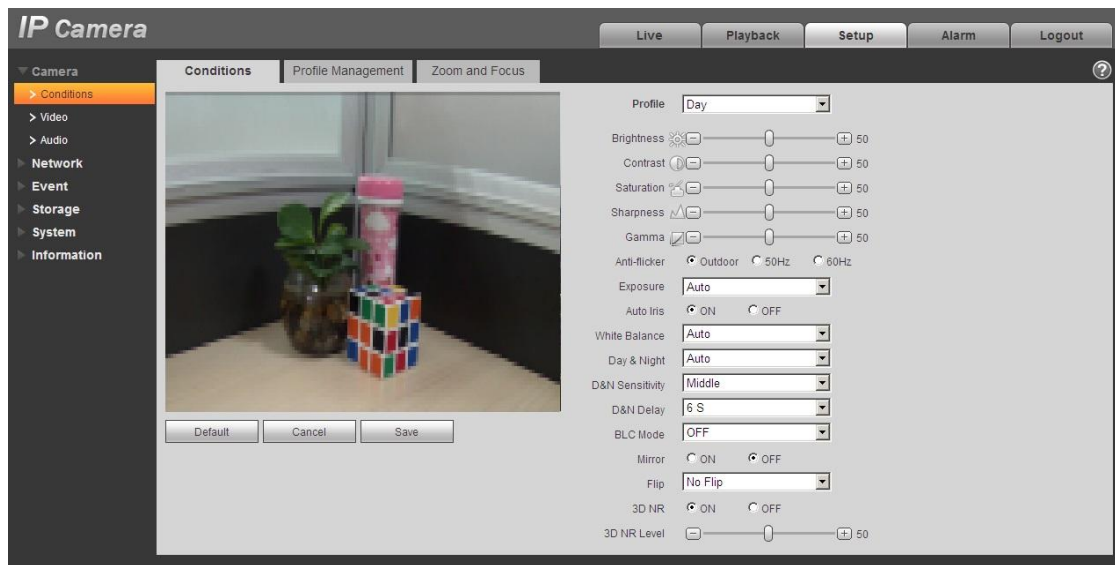 IP Camera
Live Playback Setup Alarm Logout
Camera
> Conditions
> Video
> Audio
Network
Event
Storage
System
Information
Conditions Profile Management Zoom and Focus
?
Profile Day
Brightness 50
Contrast 50
Saturation 50
Sharpness 50
Gamma 50
Anti-flicker Outdoor 50Hz 60Hz
Exposure Auto
Auto Iris ON OFF
White Balance Auto
Day & Night Auto
D&N Sensitivity Middle
D&N Delay 6 S
BLC Mode OFF
Mirror ON OFF
Flip No Flip
3D NR ON OFF
3D NR Level 50
Default Cancel Save